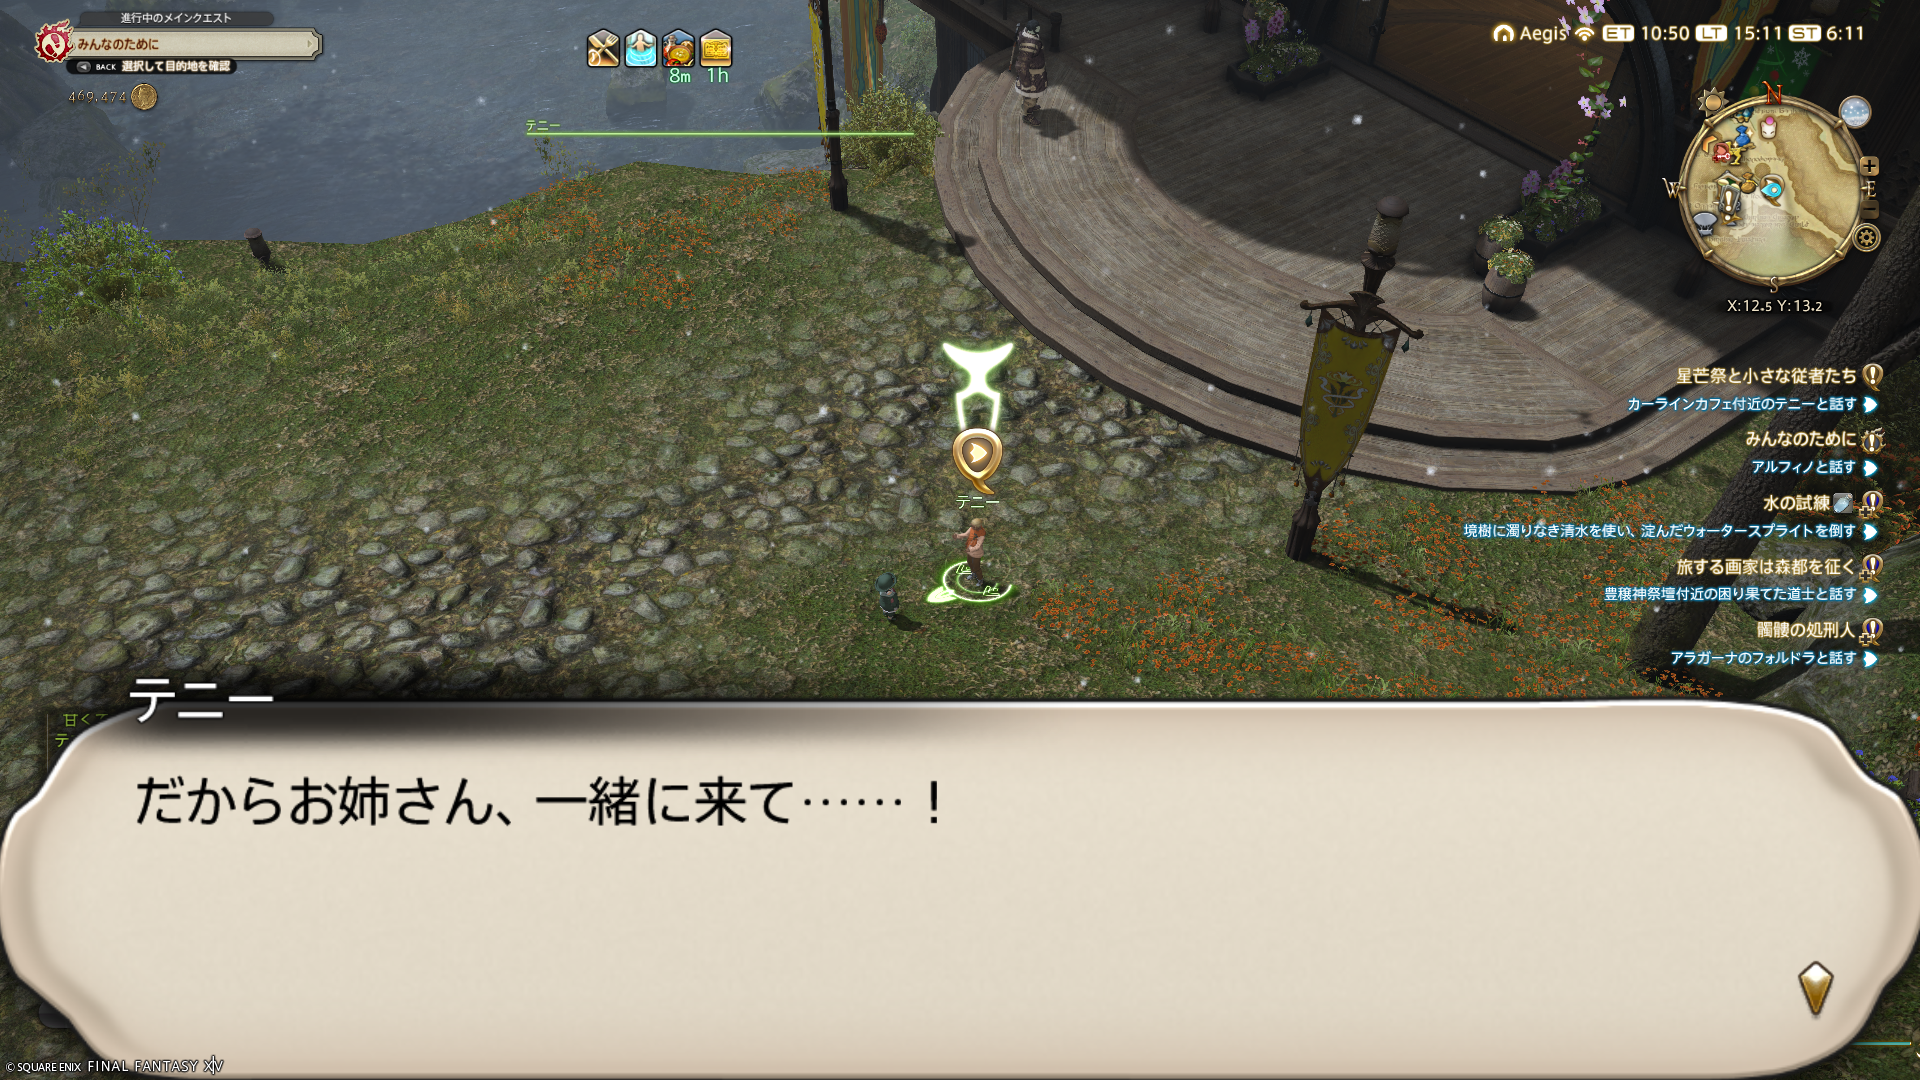 進行中のメインクエスト
みんなのために
BACK 選択して目的地を確認
469,474
8m 1h
テニー
Aegis ET 10:50 LT 15:11 ST 6:11
N
W
E
S
X:12.5 Y:13.2
星芒祭と小さな従者たち
カーラインカフェ付近のテニーと話す
みんなのために
アルフィノと話す
水の試練
境樹に濁りなき清水を使い、淀んだウォータースプライトを倒す
旅する画家は森都を征く
豊穣神祭壇付近の困り果てた道士と話す
髑髏の処刑人
アラガーナのフォルドラと話す
テニー
テニー
甘くて
テ
だからお姉さん、一緒に来て……！
© SQUARE ENIX FINAL FANTASY XIV